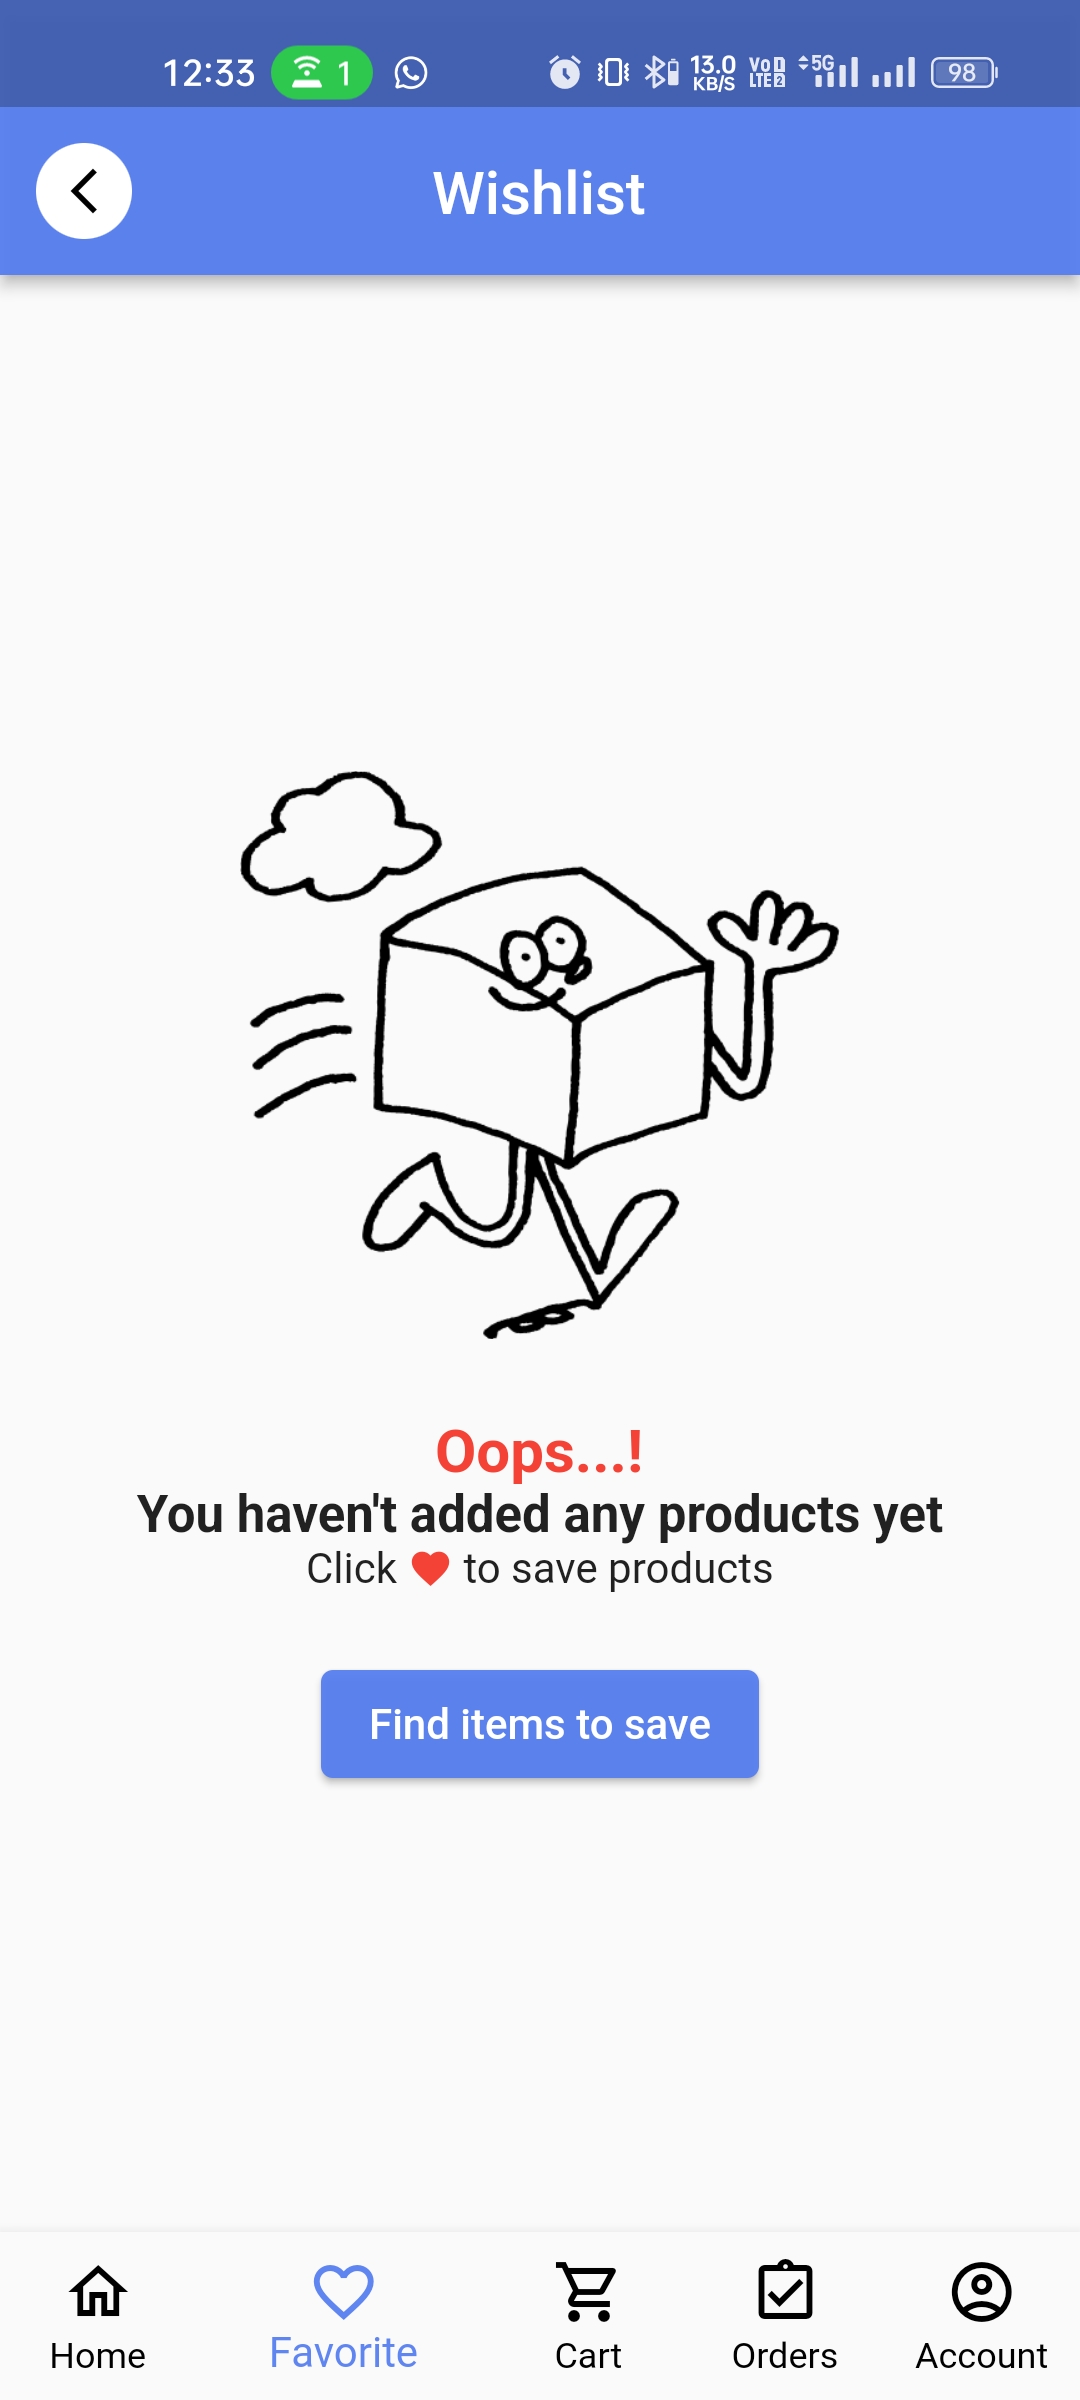 12:33 1 13.0 KB/S Vo 1 LTE 2 5G 98
Wishlist
Oops...!
You haven't added any products yet
Click to save products
Find items to save
Home Favorite Cart Orders Account